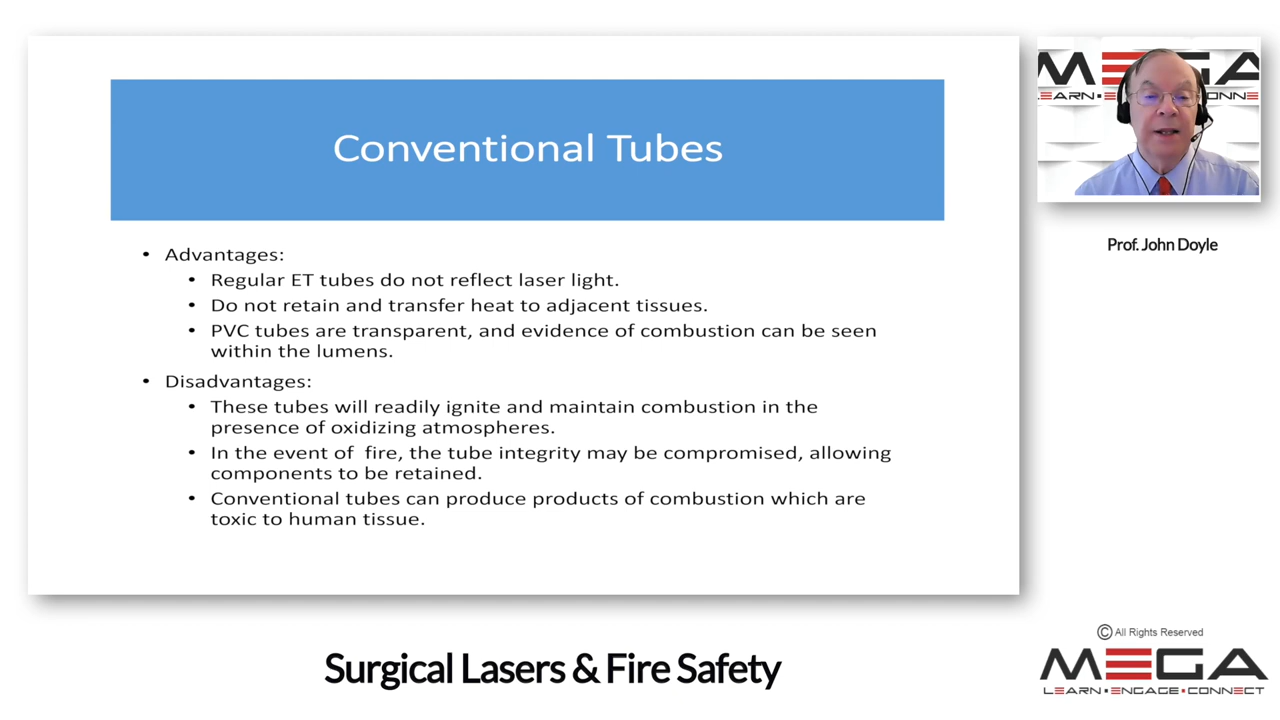 Conventional Tubes
• Advantages:
• Regular ET tubes do not reflect laser light.
• Do not retain and transfer heat to adjacent tissues.
• PVC tubes are transparent, and evidence of combustion can be seen
within the lumens.
• Disadvantages:
• These tubes will readily ignite and maintain combustion in the
presence of oxidizing atmospheres.
• In the event of  fire, the tube integrity may be compromised, allowing
components to be retained.
• Conventional tubes can produce products of combustion which are
toxic to human tissue.
MEGA
LEARN▪ CONNE
Prof. John Doyle
Surgical Lasers & Fire Safety
© All Rights Reserved
MEGA
LEARN▪ENGAGE▪CONNECT